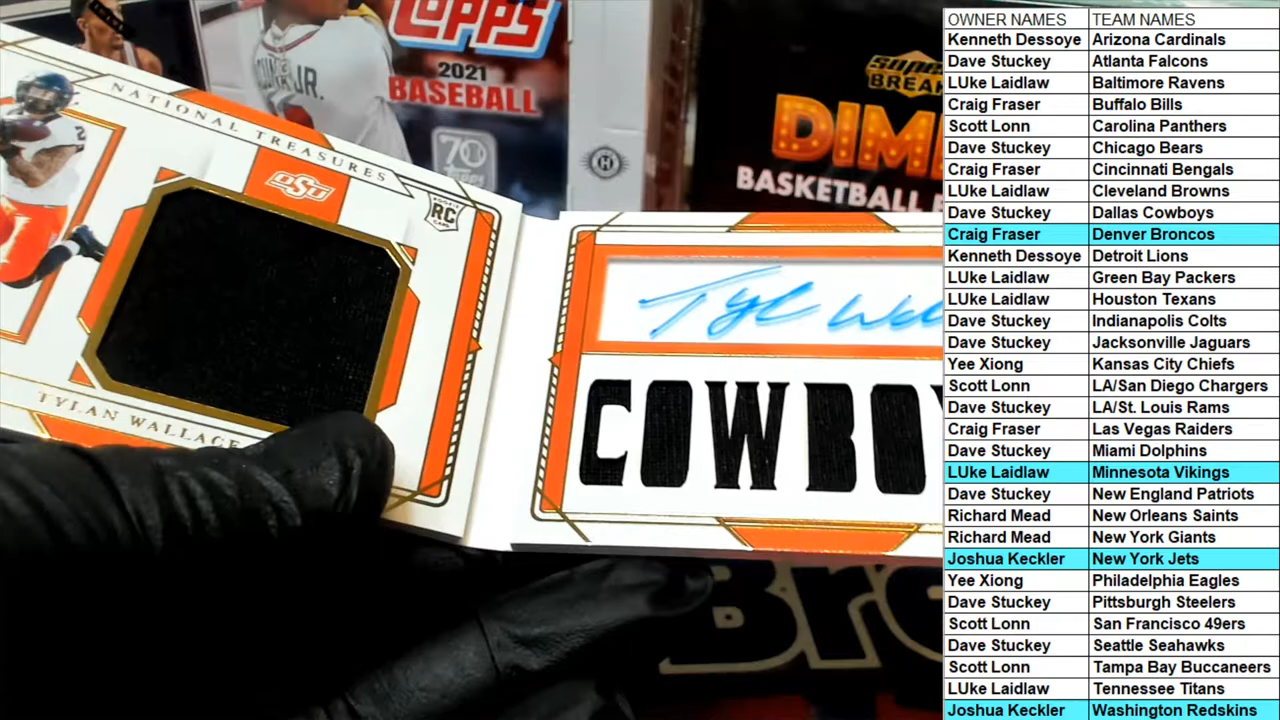 TOPPS
2021
BASEBALL
70
JR.
SUPER
BREAK
DIM
BASKETBALL
H
NATIONAL TREASURES
OSU
ROOKIE
RC
CARD
TYLAN WALLACE
COWBOY
OWNER NAMES TEAM NAMES
Kenneth Dessoye Arizona Cardinals
Dave Stuckey Atlanta Falcons
LUke Laidlaw Baltimore Ravens
Craig Fraser Buffalo Bills
Scott Lonn Carolina Panthers
Dave Stuckey Chicago Bears
Craig Fraser Cincinnati Bengals
LUke Laidlaw Cleveland Browns
Dave Stuckey Dallas Cowboys
Craig Fraser Denver Broncos
Kenneth Dessoye Detroit Lions
LUke Laidlaw Green Bay Packers
LUke Laidlaw Houston Texans
Dave Stuckey Indianapolis Colts
Dave Stuckey Jacksonville Jaguars
Yee Xiong Kansas City Chiefs
Scott Lonn LA/San Diego Chargers
Dave Stuckey LA/St. Louis Rams
Craig Fraser Las Vegas Raiders
Dave Stuckey Miami Dolphins
LUke Laidlaw Minnesota Vikings
Dave Stuckey New England Patriots
Richard Mead New Orleans Saints
Richard Mead New York Giants
Joshua Keckler New York Jets
Yee Xiong Philadelphia Eagles
Dave Stuckey Pittsburgh Steelers
Scott Lonn San Francisco 49ers
Dave Stuckey Seattle Seahawks
Scott Lonn Tampa Bay Buccaneers
LUke Laidlaw Tennessee Titans
Joshua Keckler Washington Redskins